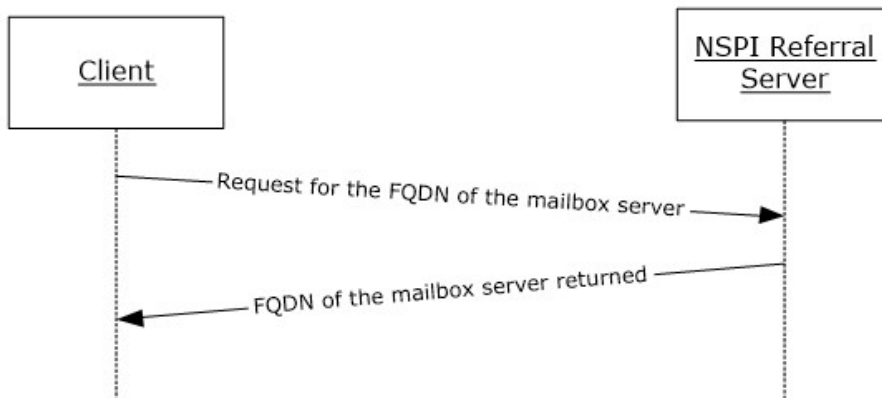 Client
NSPI Referral
Server
Request for the FQDN of the mailbox server
FQDN of the mailbox server returned